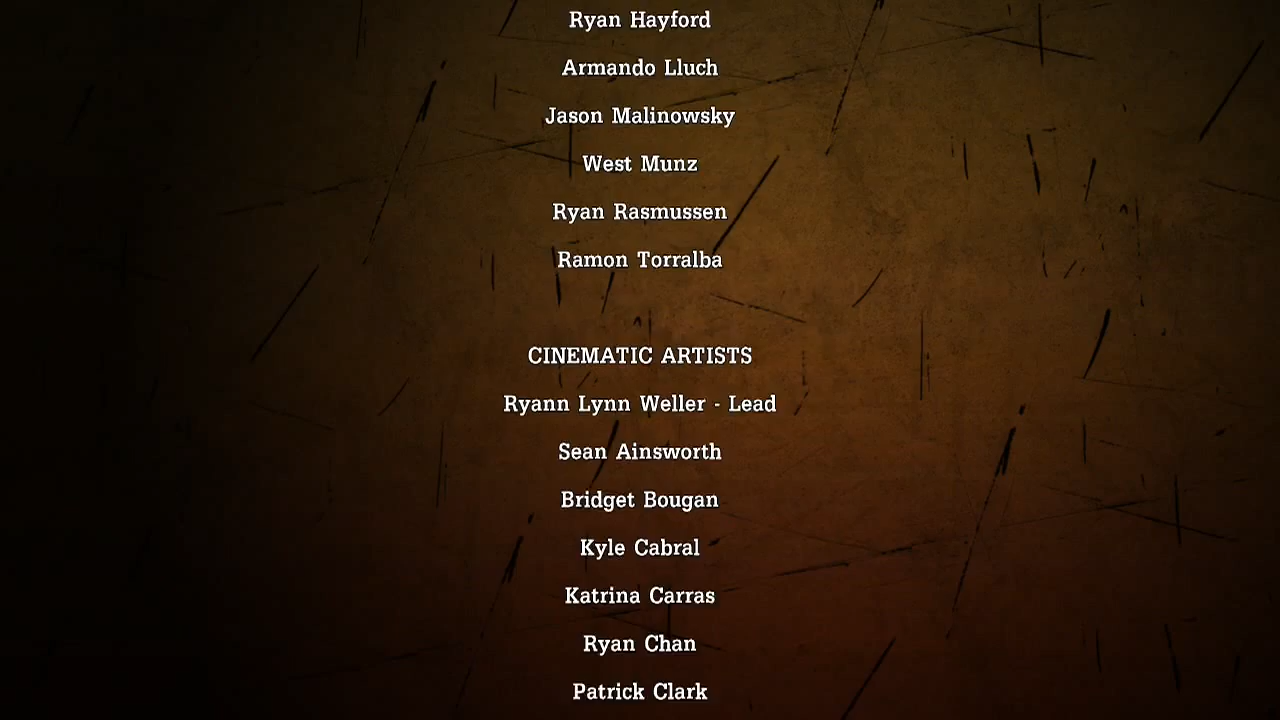 Ryan Hayford
Armando Lluch
Jason Malinowsky
West Munz
Ryan Rasmussen
Ramon Torralba
CINEMATIC ARTISTS
Ryann Lynn Weller - Lead
Sean Ainsworth
Bridget Bougan
Kyle Cabral
Katrina Carras
Ryan Chan
Patrick Clark